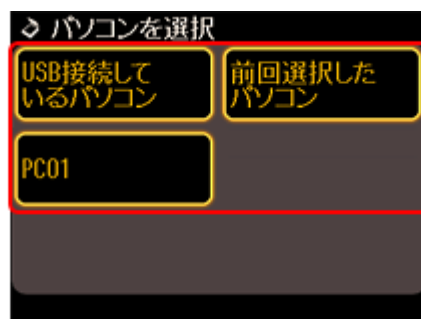 パソコンを選択
USB接続して
いるパソコン
前回選択した
パソコン
PC01